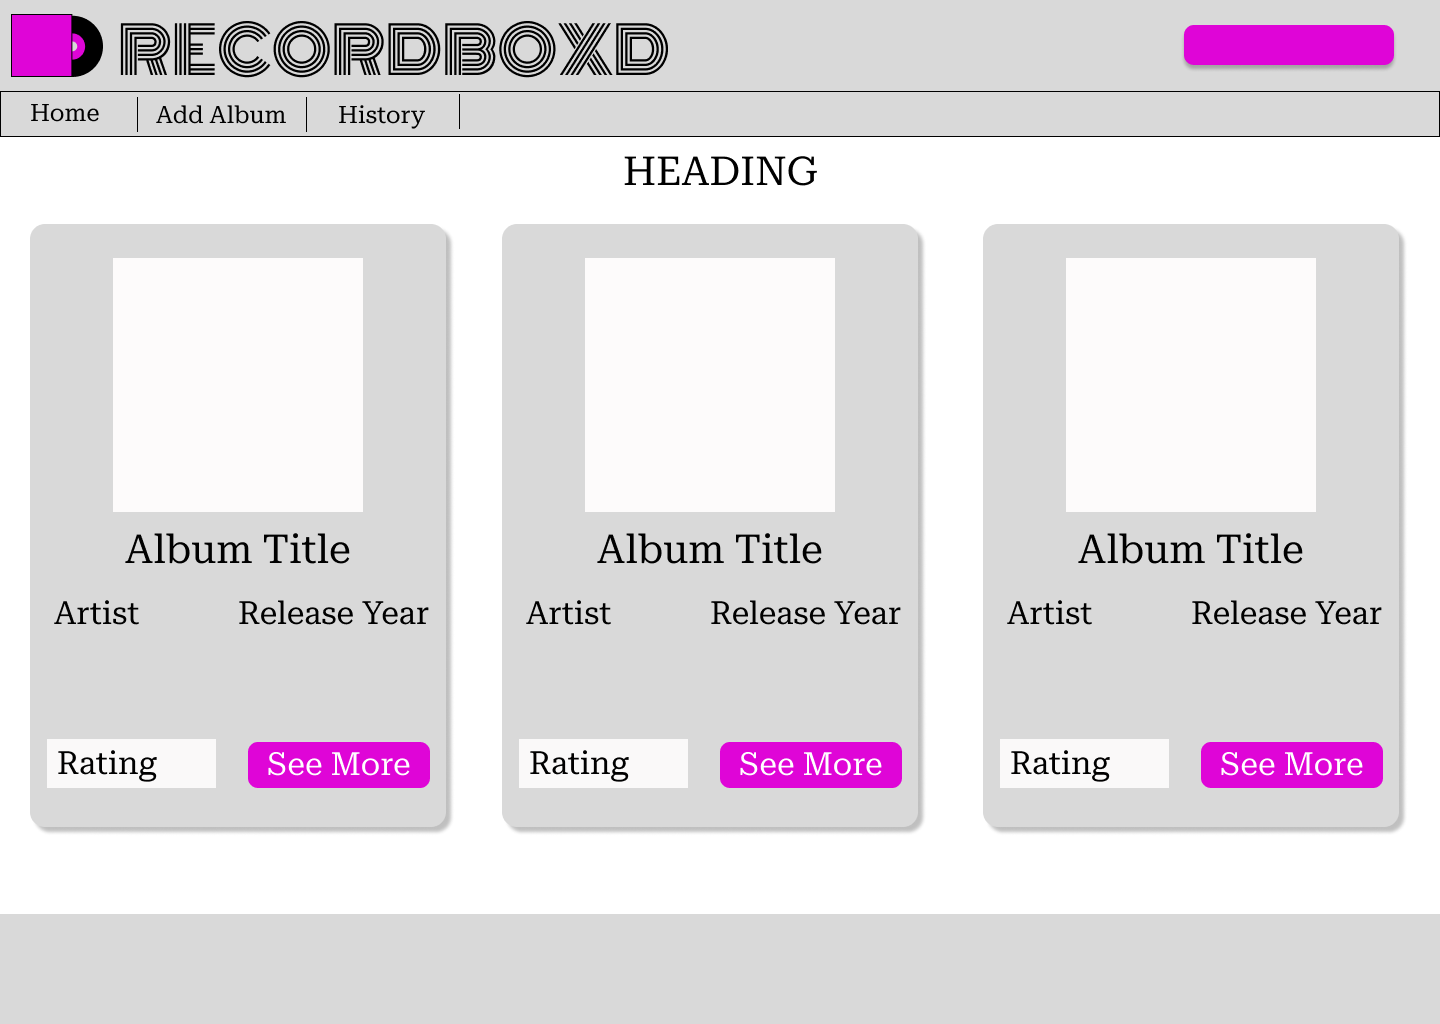 RECORDBOXD
Home Add Album History
HEADING
Album Title Album Title Album Title
Artist Release Year Artist Release Year Artist Release Year
Rating See More Rating See More Rating See More